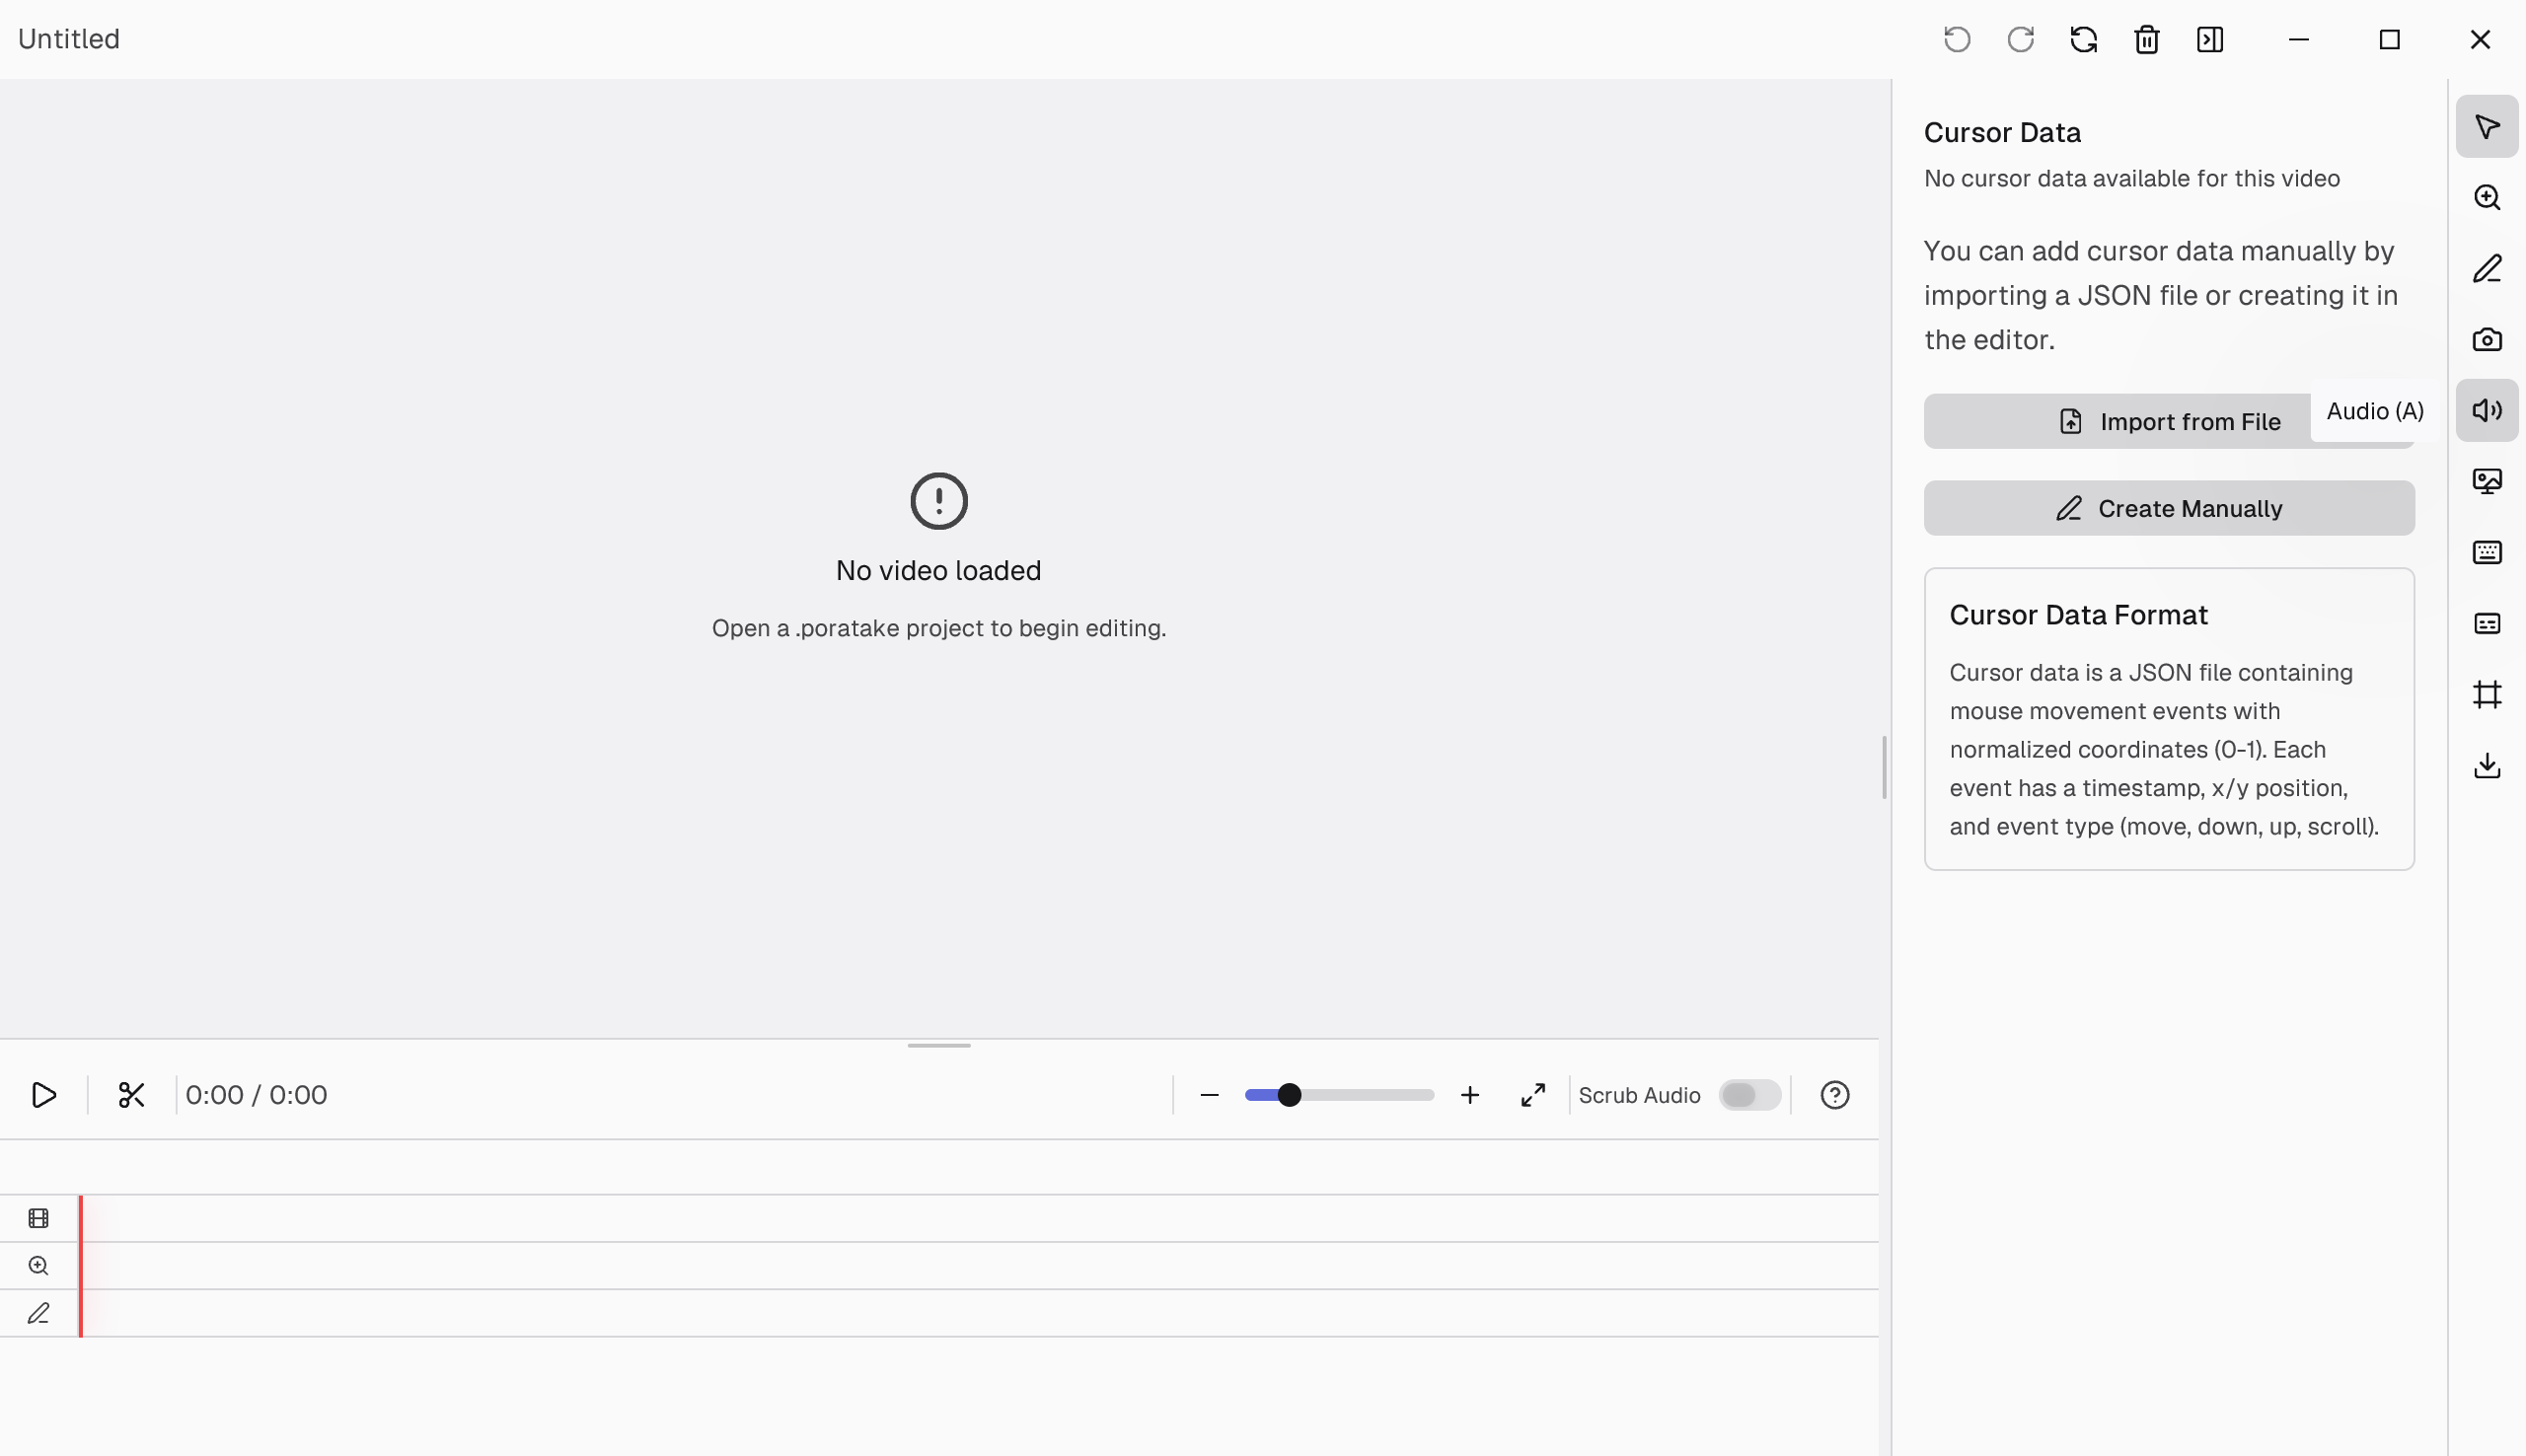 Untitled
Cursor Data
No cursor data available for this video
You can add cursor data manually by
importing a JSON file or creating it in
the editor.
Import from File
Audio (A)
Create Manually
Cursor Data Format
Cursor data is a JSON file containing
mouse movement events with
normalized coordinates (0-1). Each
event has a timestamp, x/y position,
and event type (move, down, up, scroll).
No video loaded
Open a .poratake project to begin editing.
0:00 / 0:00
Scrub Audio